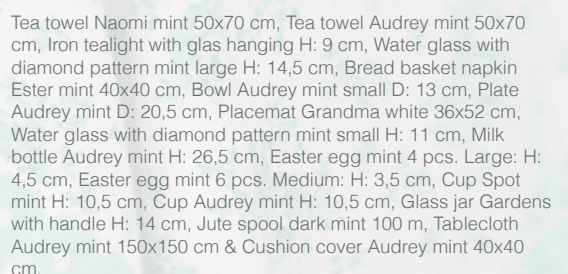 Tea towel Naomi mint 50x70 cm, Tea towel Audrey mint 50x70
cm, Iron tealight with glas hanging H: 9 cm, Water glass with
diamond pattern mint large H: 14,5 cm, Bread basket napkin
Ester mint 40x40 cm, Bowl Audrey mint small D: 13 cm, Plate
Audrey mint D: 20,5 cm, Placemat Grandma white 36x52 cm,
Water glass with diamond pattern mint small H: 11 cm, Milk
bottle Audrey mint H: 26,5 cm, Easter egg mint 4 pcs. Large: H:
4,5 cm, Easter egg mint 6 pcs. Medium: H: 3,5 cm, Cup Spot
mint H: 10,5 cm, Cup Audrey mint H: 10,5 cm, Glass jar Gardens
with handle H: 14 cm, Jute spool dark mint 100 m, Tablecloth
Audrey mint 150x150 cm & Cushion cover Audrey mint 40x40
cm.